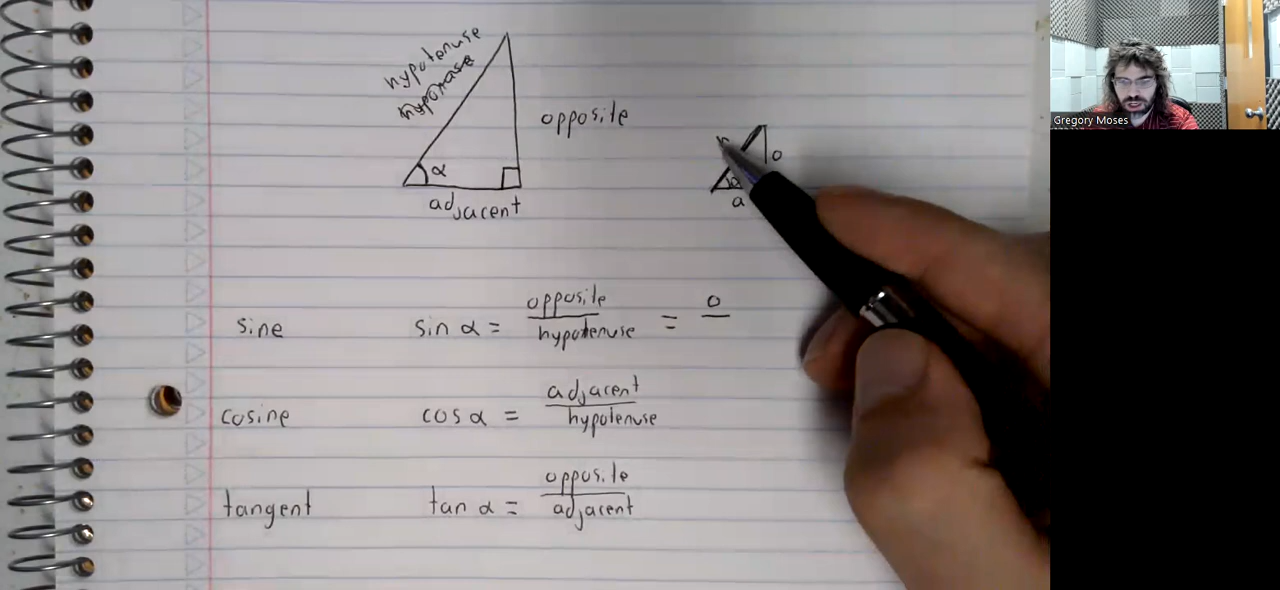 hypotenuse
opposite
α
adjacent
h
o
a
sine sin α = opposite / hypotenuse = o
cosine cos α = adjacent / hypotenuse
tangent tan α = opposite / adjacent
Gregory Moses